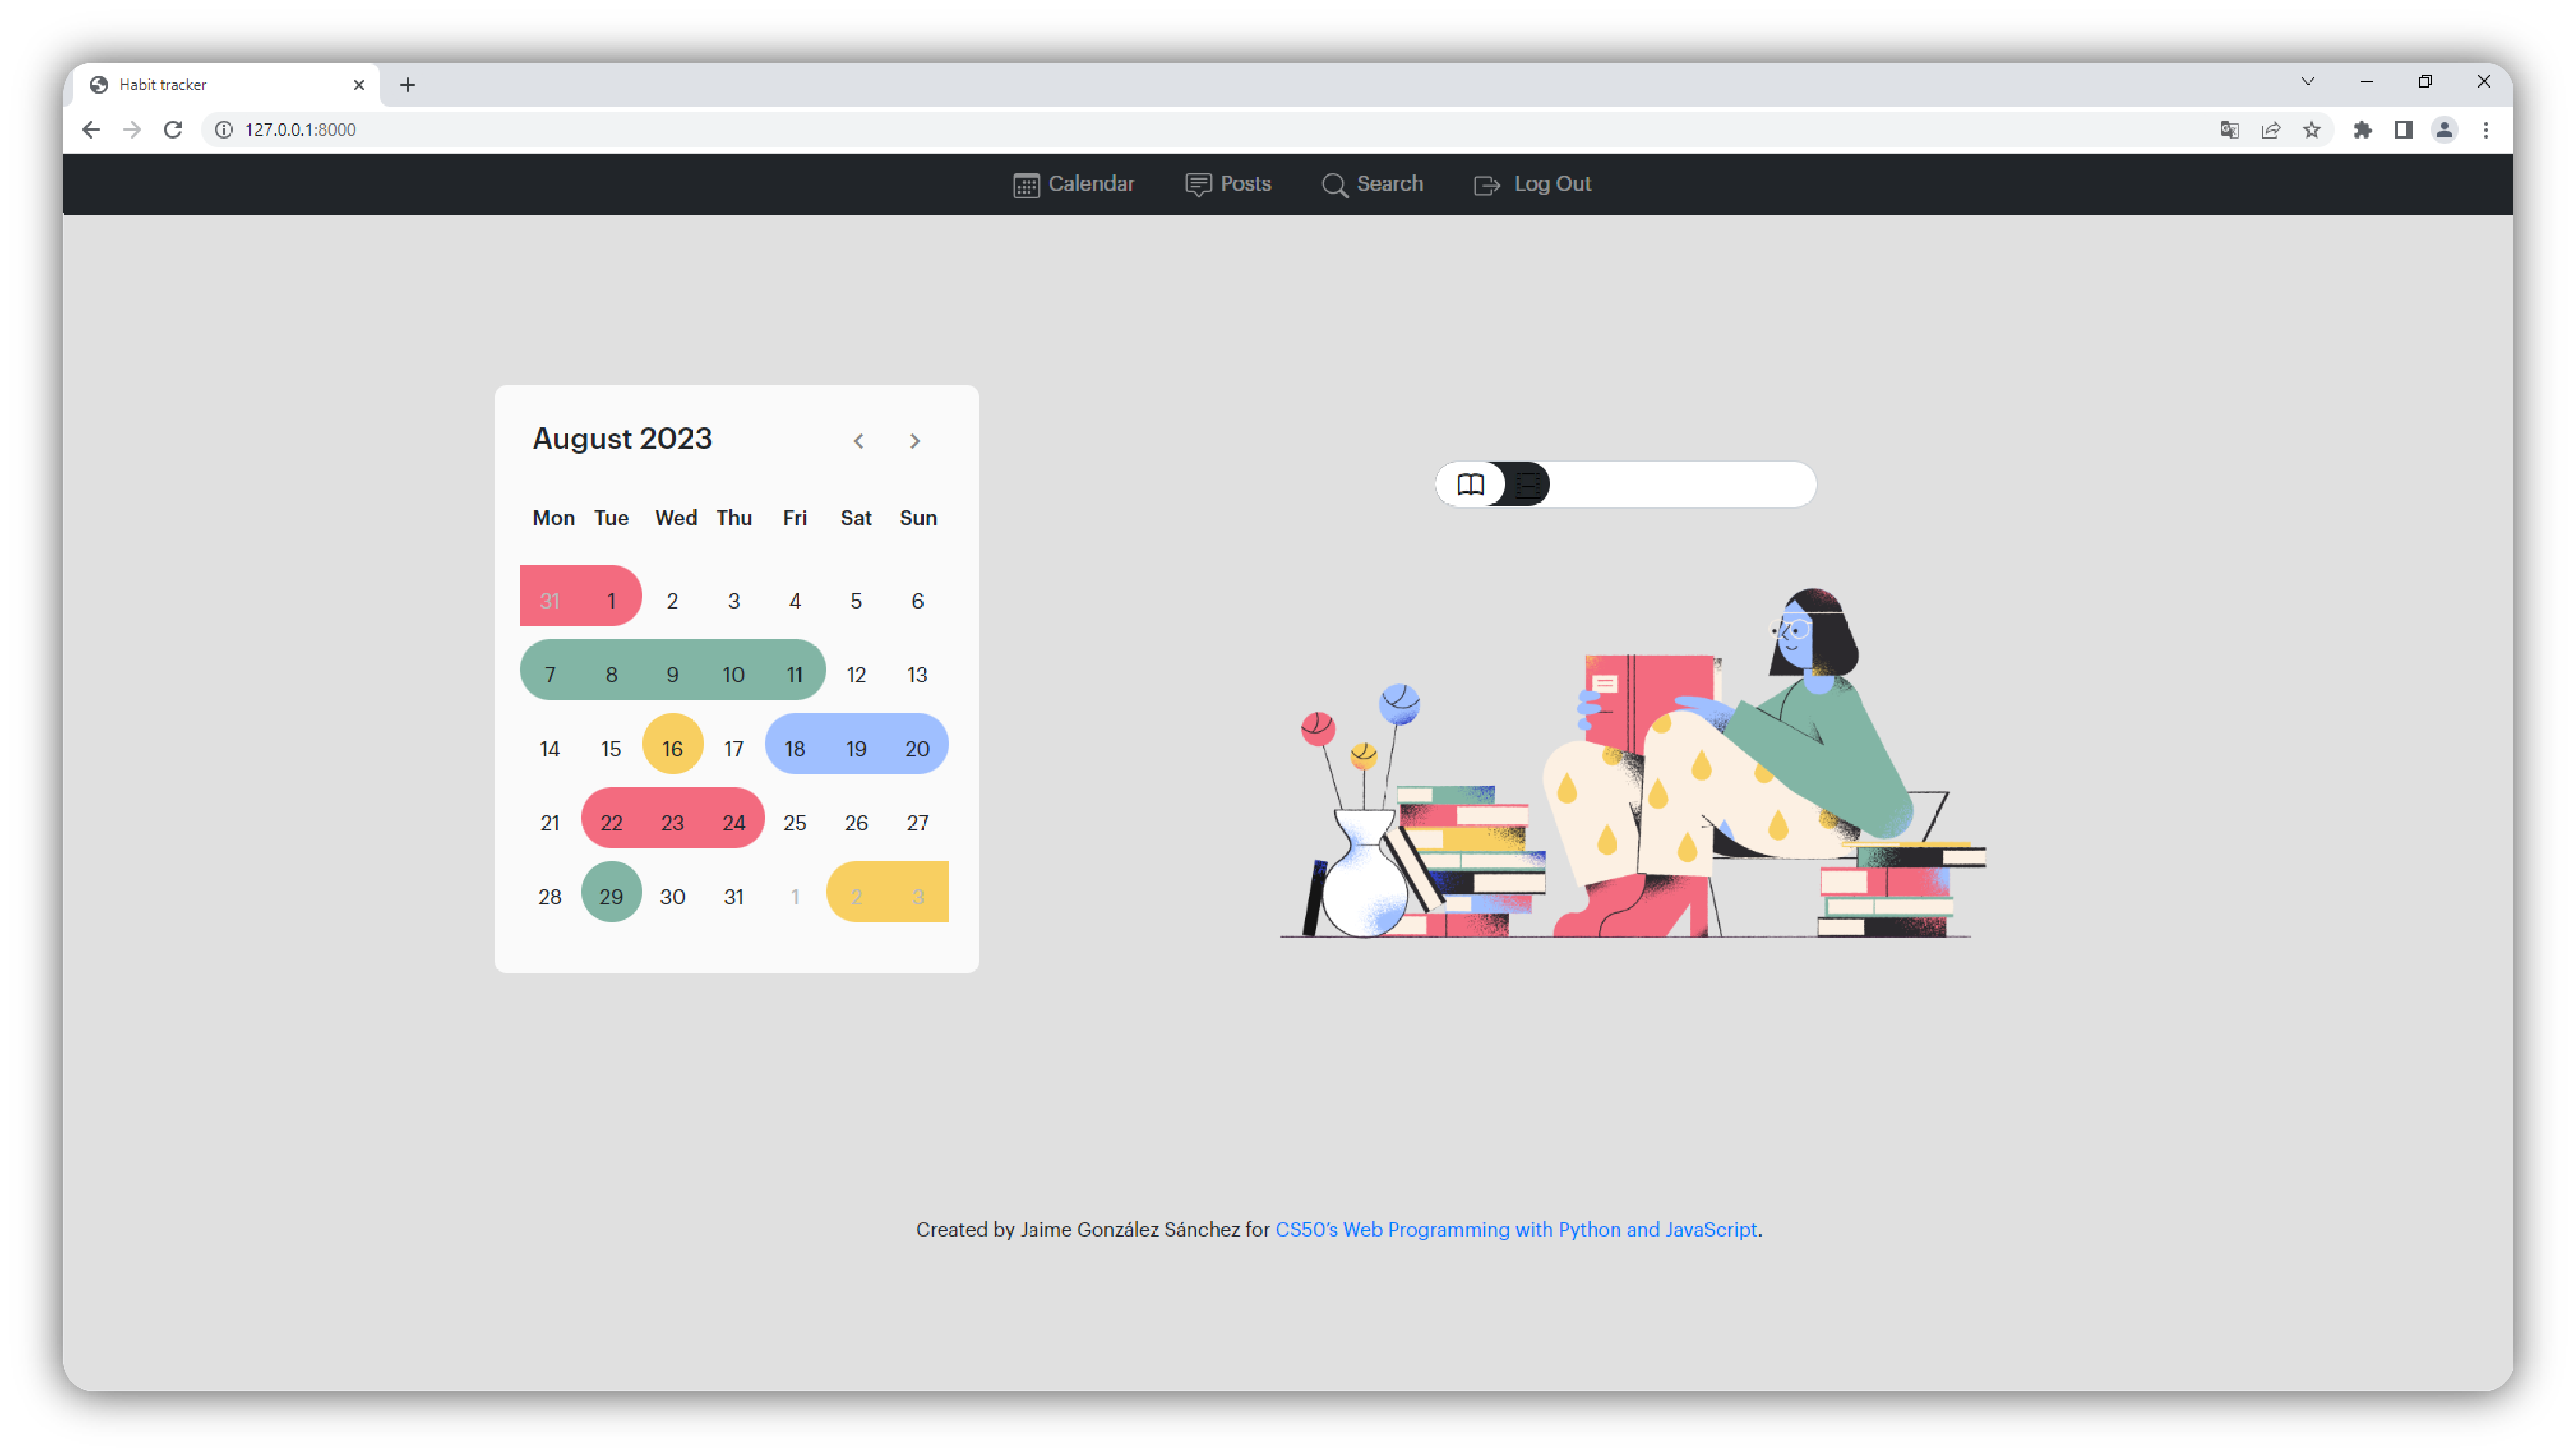 Habit tracker
127.0.0.1:8000
Calendar Posts Search Log Out
August 2023
Mon Tue Wed Thu Fri Sat Sun
31 1 2 3 4 5 6
7 8 9 10 11 12 13
14 15 16 17 18 19 20
21 22 23 24 25 26 27
28 29 30 31 1 2 3
Created by Jaime González Sánchez for CS50's Web Programming with Python and JavaScript.